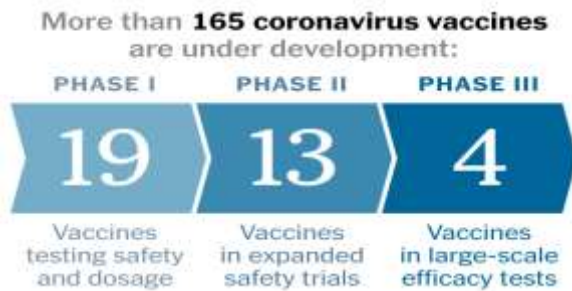 More than 165 coronavirus vaccines
are under development:
PHASE I PHASE II PHASE III
19 13 4
Vaccines testing safety and dosage
Vaccines in expanded safety trials
Vaccines in large-scale efficacy tests